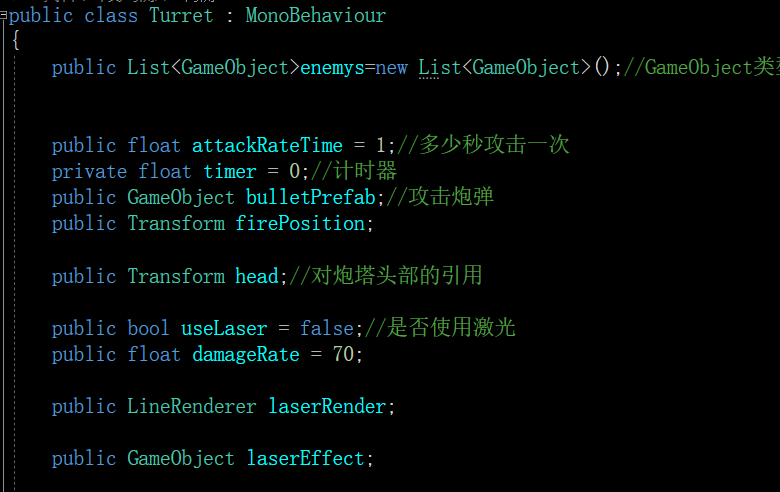 public class Turret : MonoBehaviour
{
public List<GameObject>enemys=new List<GameObject>();//GameObject类
public float attackRateTime = 1;//多少秒攻击一次
private float timer = 0;//计时器
public GameObject bulletPrefab;//攻击炮弹
public Transform firePosition;
public Transform head;//对炮塔头部的引用
public bool useLaser = false;//是否使用激光
public float damageRate = 70;
public LineRenderer laserRender;
public GameObject laserEffect;